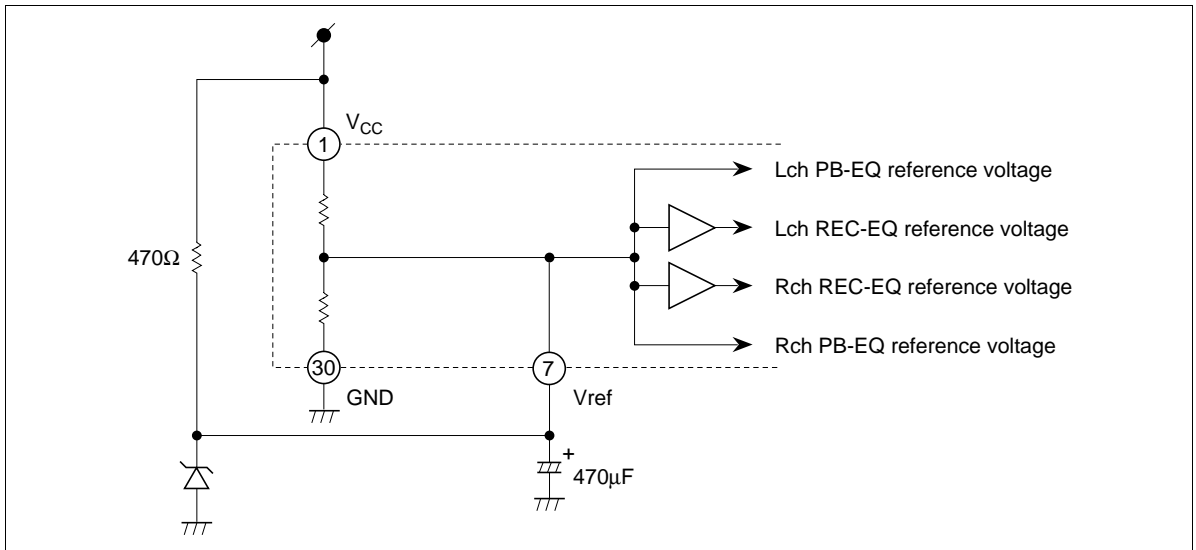 V_CC
1
Lch PB-EQ reference voltage
Lch REC-EQ reference voltage
470Ω
Rch REC-EQ reference voltage
Rch PB-EQ reference voltage
30
7
GND
Vref
+
470μF